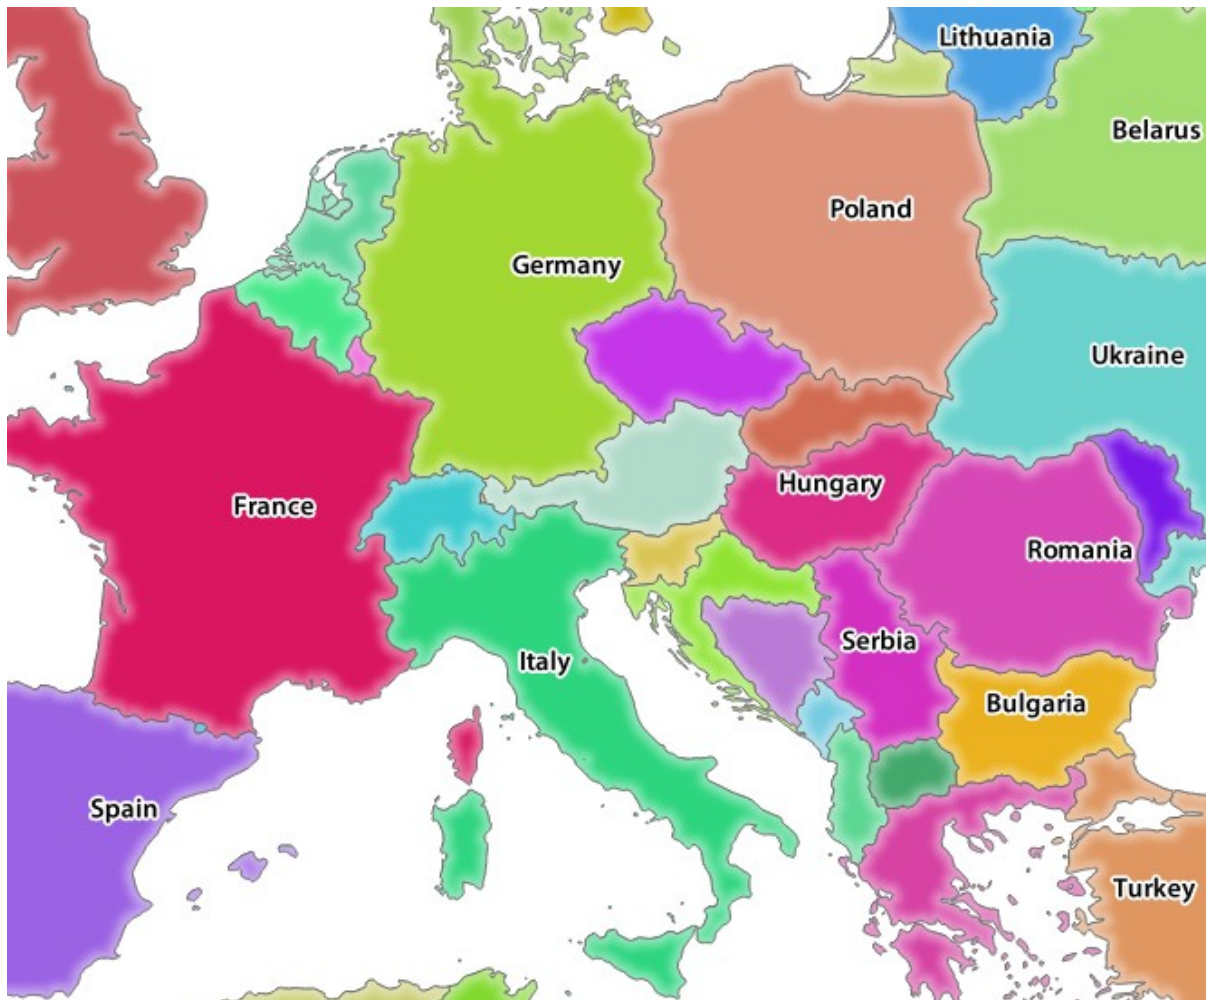 Lithuania
Belarus
Poland
Germany
Ukraine
Hungary
France
Romania
Serbia
Italy
Bulgaria
Spain
Turkey